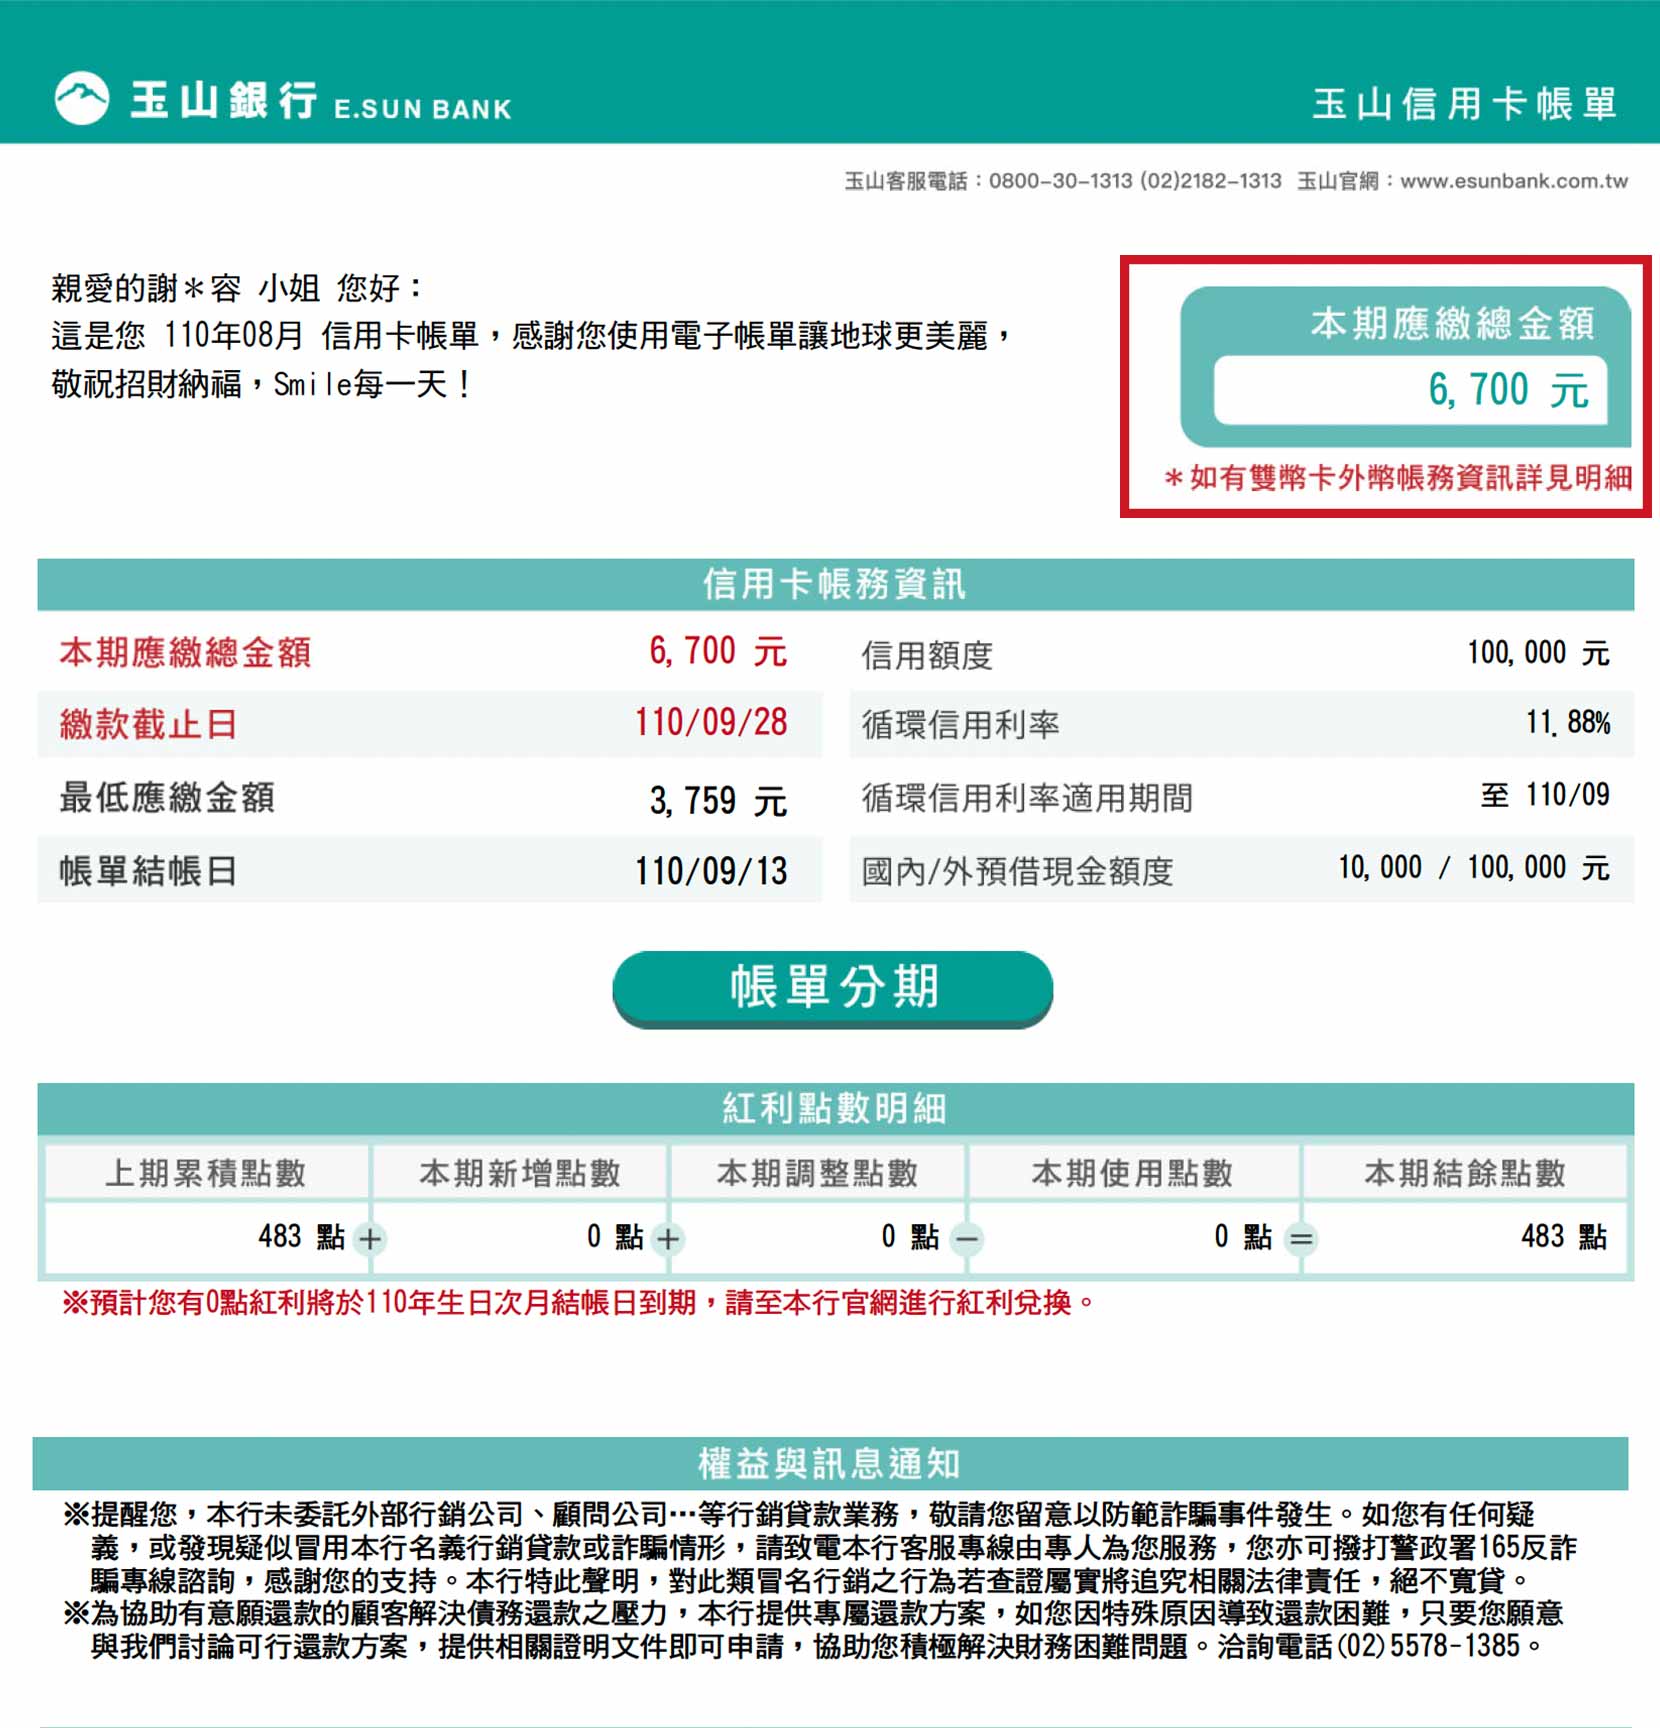 玉山銀行 E.SUN BANK
玉山信用卡帳單
玉山客服電話：0800-30-1313 (02)2182-1313 玉山官網：www.esunbank.com.tw
親愛的謝＊容 小姐 您好：
這是您 110年08月 信用卡帳單，感謝您使用電子帳單讓地球更美麗，
敬祝招財納福，Smile每一天！
本期應繳總金額
6,700 元
＊如有雙幣卡外幣帳務資訊詳見明細
信用卡帳務資訊
本期應繳總金額 6,700 元 信用額度 100,000 元
繳款截止日 110/09/28 循環信用利率 11.88%
最低應繳金額 3,759 元 循環信用利率適用期間 至 110/09
帳單結帳日 110/09/13 國內/外預借現金額度 10,000 / 100,000 元
帳單分期
紅利點數明細
上期累積點數 本期新增點數 本期調整點數 本期使用點數 本期結餘點數
483 點 + 0 點 + 0 點 − 0 點 = 483 點
※預計您有0點紅利將於110年生日次月結帳日到期，請至本行官網進行紅利兌換。
權益與訊息通知
※提醒您，本行未委託外部行銷公司、顧問公司…等行銷貸款業務，敬請您留意以防範詐騙事件發生。如您有任何疑
義，或發現疑似冒用本行名義行銷貸款或詐騙情形，請致電本行客服專線由專人為您服務，您亦可撥打警政署165反詐
騙專線諮詢，感謝您的支持。本行特此聲明，對此類冒名行銷之行為若查證屬實將追究相關法律責任，絕不寬貸。
※為協助有意願還款的顧客解決債務還款之壓力，本行提供專屬還款方案，如您因特殊原因導致還款困難，只要您願意
與我們討論可行還款方案，提供相關證明文件即可申請，協助您積極解決財務困難問題。洽詢電話(02)5578-1385。